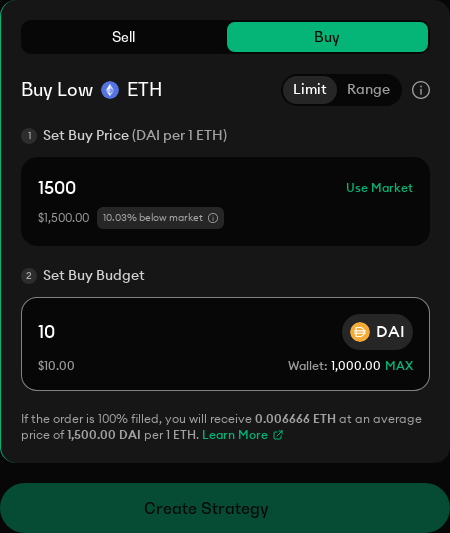 Sell Buy
Buy Low ETH Limit Range
1 Set Buy Price (DAI per 1 ETH)
1500 Use Market
$1,500.00 10.03% below market
2 Set Buy Budget
10 DAI
$10.00 Wallet: 1,000.00 MAX
If the order is 100% filled, you will receive 0.006666 ETH at an average
price of 1,500.00 DAI per 1 ETH. Learn More
Create Strategy